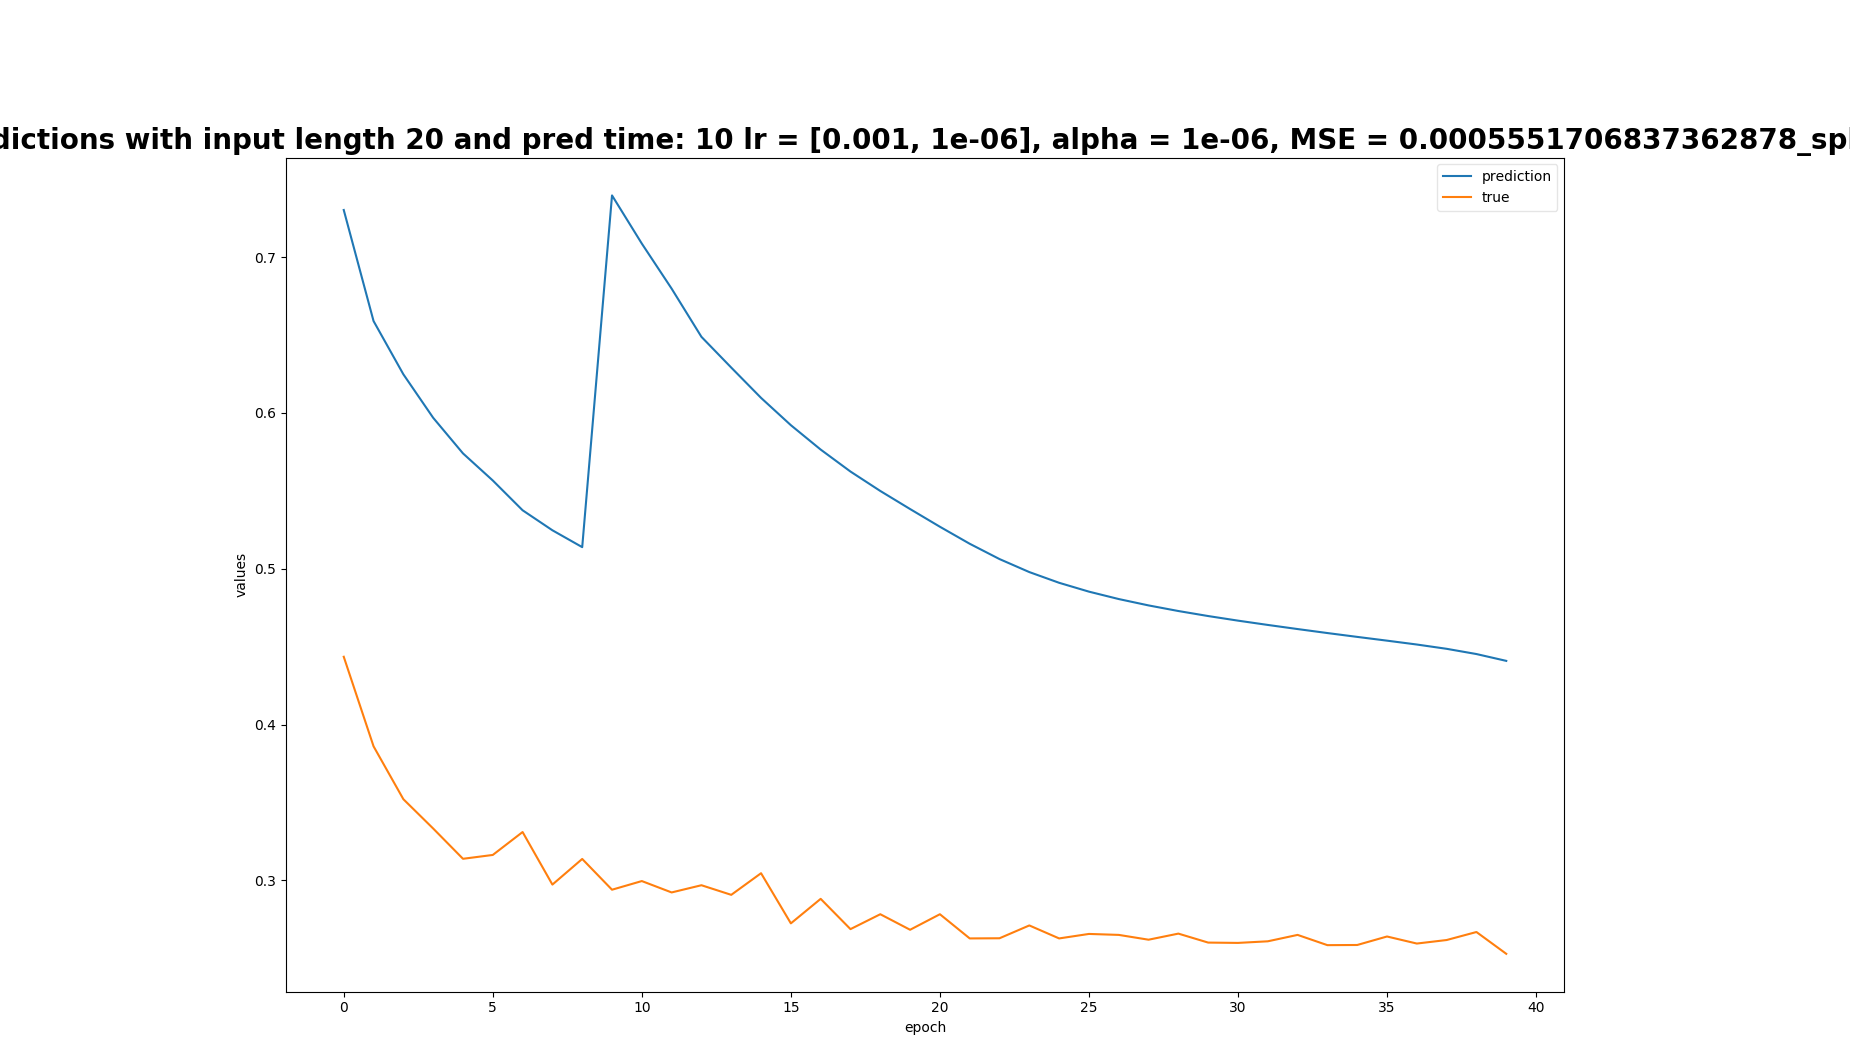 dictions with input length 20 and pred time: 10 lr = [0.001, 1e-06], alpha = 1e-06, MSE = 0.0005551706837362878_spl
prediction
true
0.7
0.6
0.5
0.4
0.3
values
0 5 10 15 20 25 30 35 40
epoch